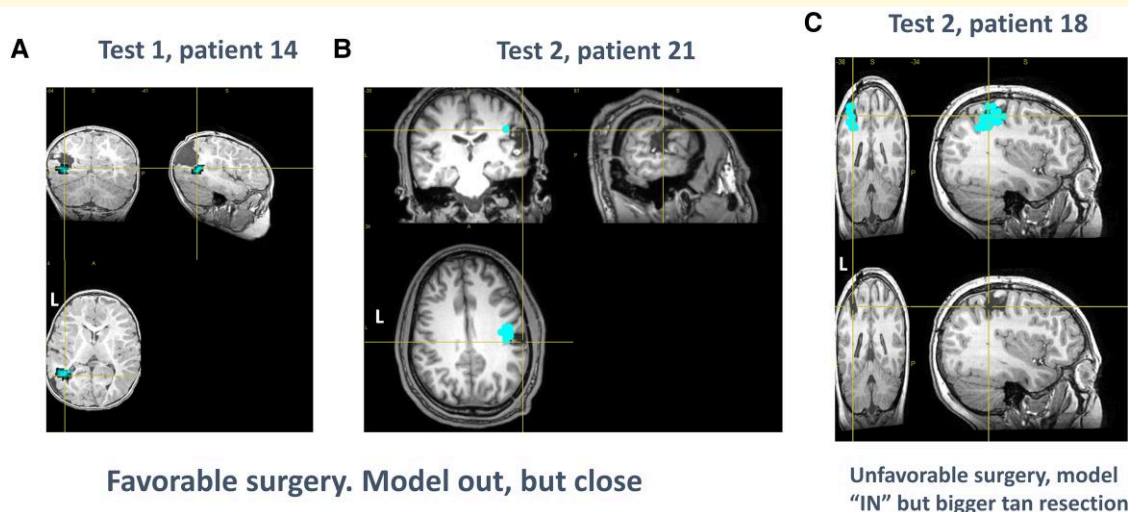 A
Test 1, patient 14
B
Test 2, patient 21
C
Test 2, patient 18
L
L
L
Favorable surgery. Model out, but close
Unfavorable surgery, model
“IN” but bigger tan resection